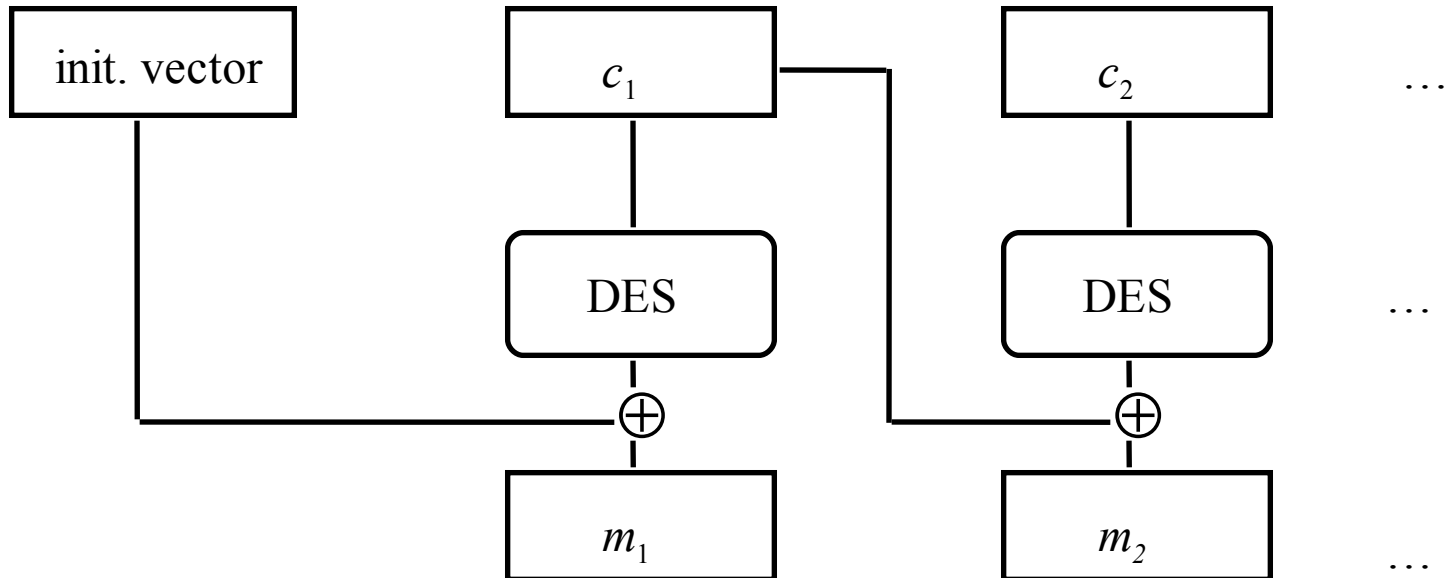 init. vector c₁ c₂ …
DES DES …
⊕ ⊕
m₁ m₂ …